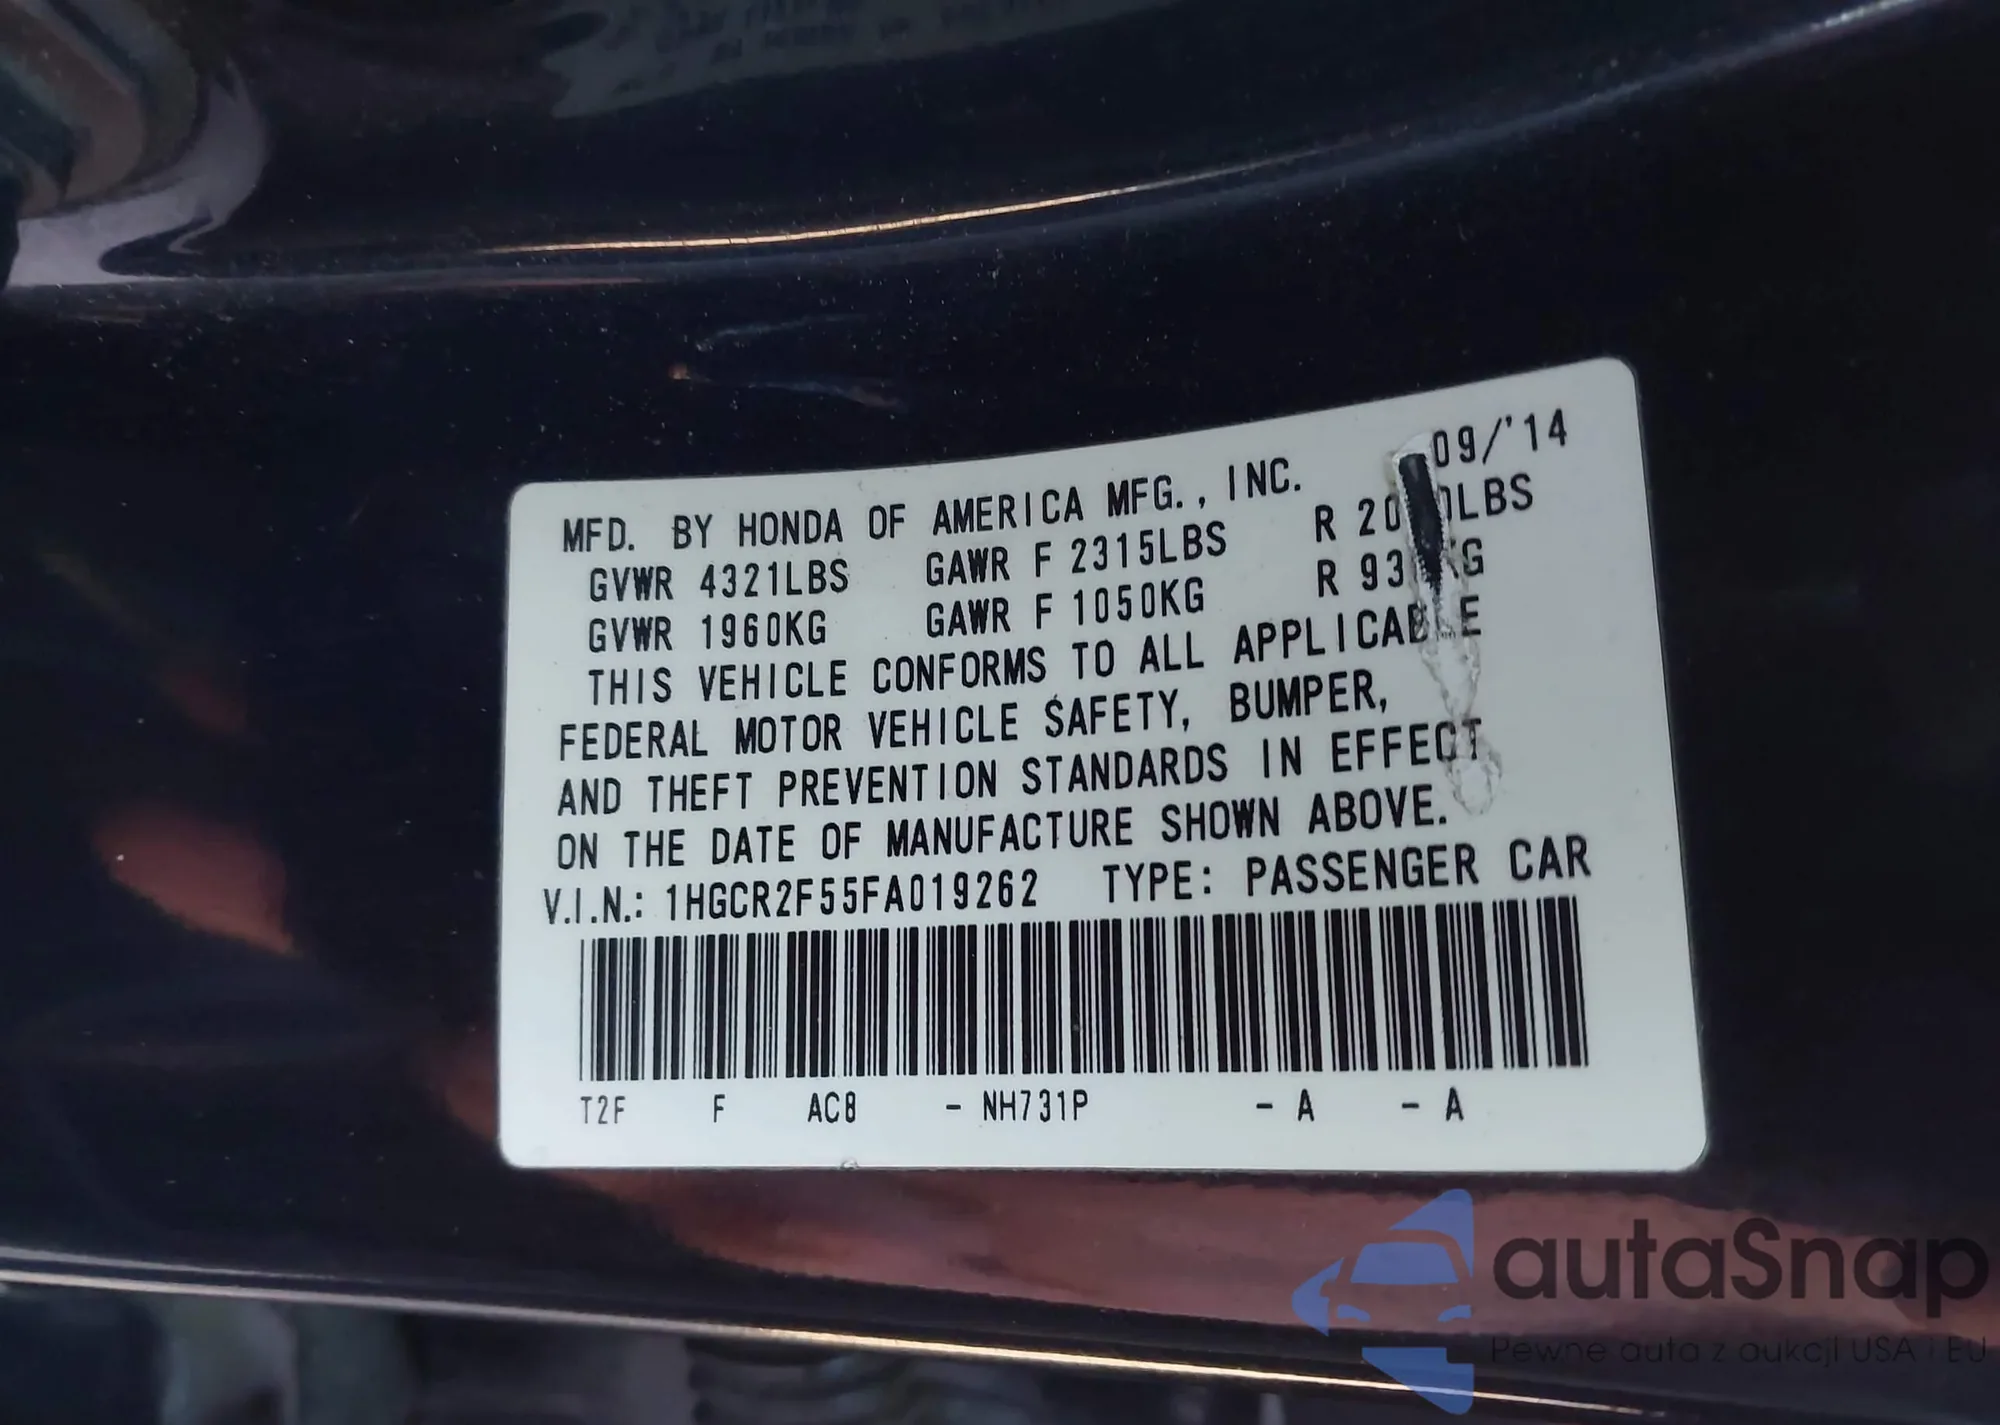 09/'14
MFD. BY HONDA OF AMERICA MFG., INC.
GVWR 4321LBS GAWR F 2315LBS R
GVWR 1960KG GAWR F 1050KG R
THIS VEHICLE CONFORMS TO ALL APPLICABLE
FEDERAL MOTOR VEHICLE SAFETY, BUMPER,
AND THEFT PREVENTION STANDARDS IN EFFECT
ON THE DATE OF MANUFACTURE SHOWN ABOVE.
V.I.N.: 1HGCR2F55FA019262 TYPE: PASSENGER CAR
T2F F AC8 - NH731P - A - A
autaSnap
Pewne auta z aukcji USA i EU